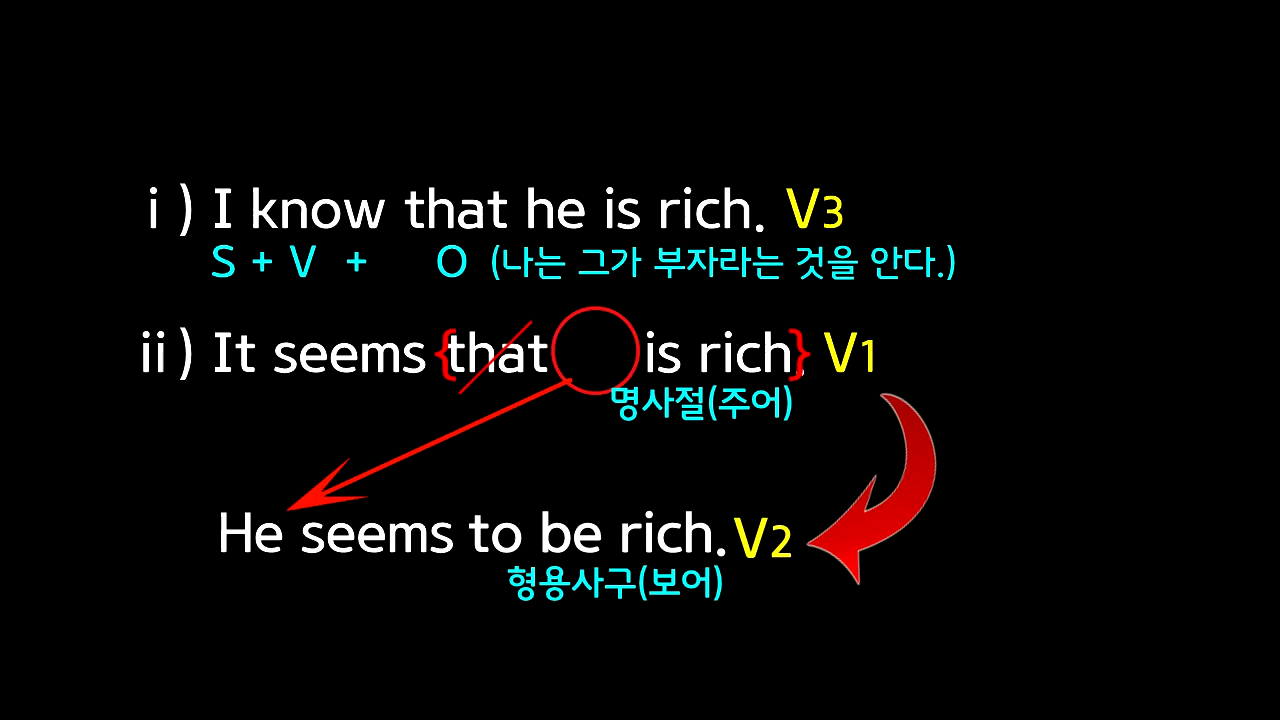 i ) I know that he is rich. V3
S + V + O (나는 그가 부자라는 것을 안다.)
ii ) It seems {that is rich}. V1
명사절(주어)
He seems to be rich. V2
형용사구(보어)